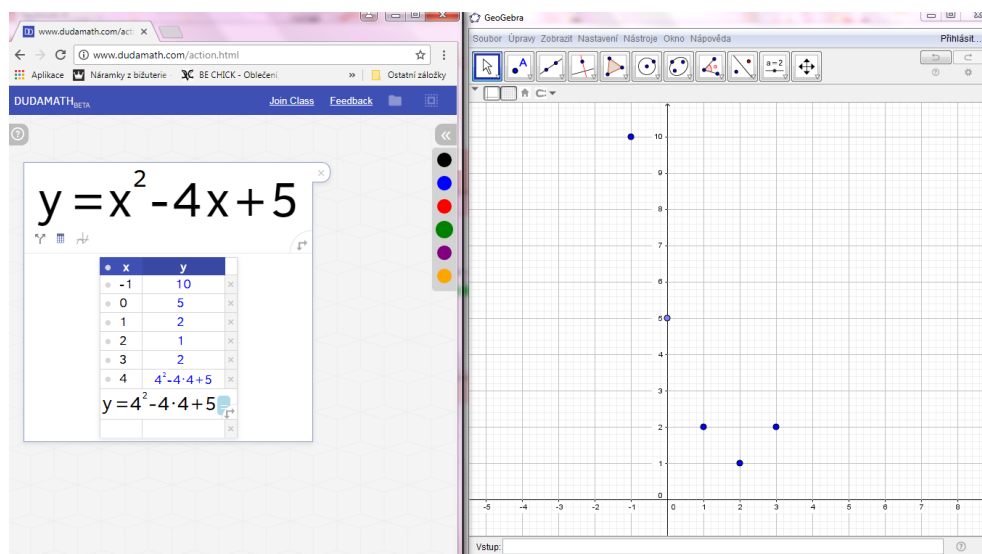 www.dudamath.com/acti
www.dudamath.com/action.html
Aplikace Náramky z bižuterie - BE CHICK - Oblečení » Ostatní záložky
DUDAMATH BETA Join Class Feedback
y = x² - 4x + 5
x y
-1 10
0 5
1 2
2 1
3 2
4 4²-4·4+5
y = 4² - 4·4 + 5
GeoGebra
Soubor Úpravy Zobrazit Nastavení Nástroje Okno Nápověda Přihlásit...
A a=2
10
9
8
7
6
5
4
3
2
1
0
-5 -4 -3 -2 -1 0 1 2 3 4 5 6 7 8
Vstup: